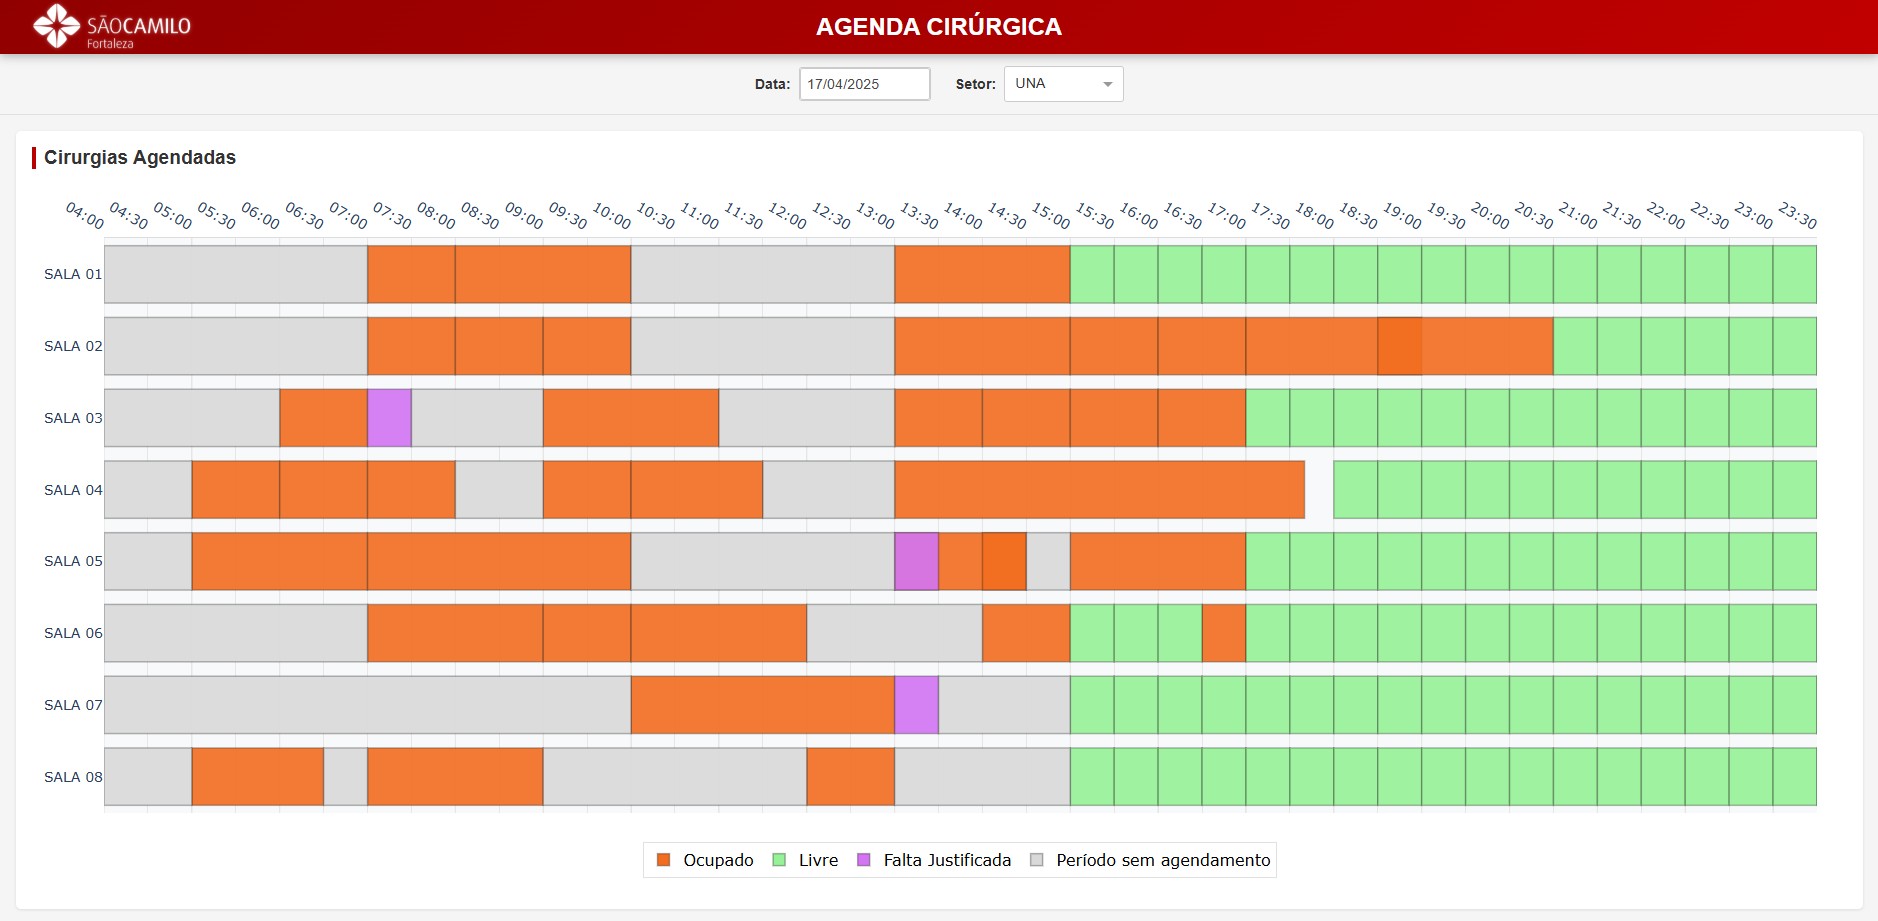 SÃOCAMILO
Fortaleza
AGENDA CIRÚRGICA
Data: 17/04/2025 Setor: UNA
Cirurgias Agendadas
04:00 04:30 05:00 05:30 06:00 06:30 07:00 07:30 08:00 08:30 09:00 09:30 10:00 10:30 11:00 11:30 12:00 12:30 13:00 13:30 14:00 14:30 15:00 15:30 16:00 16:30 17:00 17:30 18:00 18:30 19:00 19:30 20:00 20:30 21:00 21:30 22:00 22:30 23:00 23:30
SALA 01
SALA 02
SALA 03
SALA 04
SALA 05
SALA 06
SALA 07
SALA 08
Ocupado Livre Falta Justificada Período sem agendamento